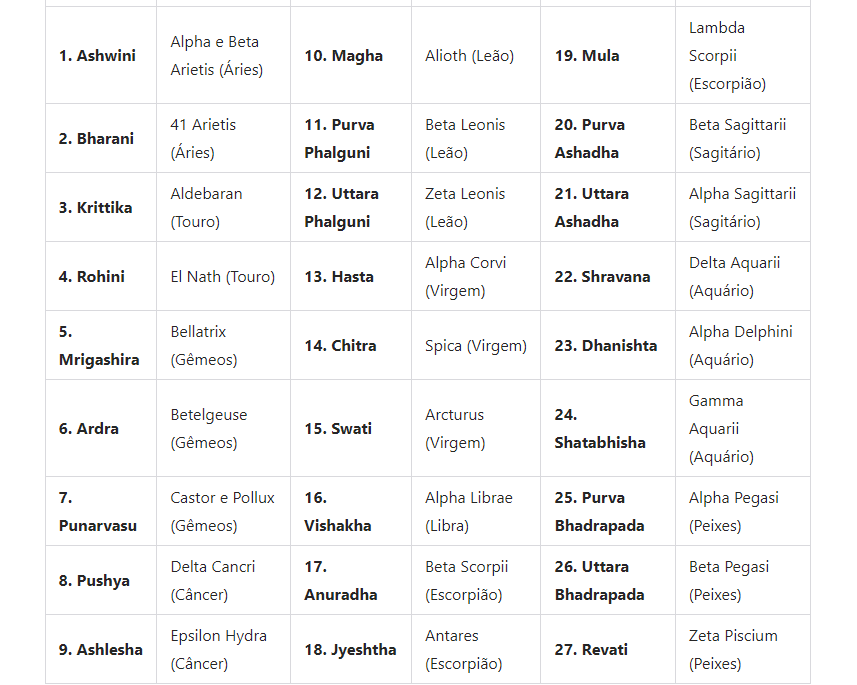 1. Ashwini
Alpha e Beta
Arietis (Áries)
10. Magha
Alioth (Leão)
19. Mula
Lambda
Scorpii
(Escorpião)
2. Bharani
41 Arietis
(Áries)
11. Purva
Phalguni
Beta Leonis
(Leão)
20. Purva
Ashadha
Beta Sagittarii
(Sagitário)
3. Krittika
Aldebaran
(Touro)
12. Uttara
Phalguni
Zeta Leonis
(Leão)
21. Uttara
Ashadha
Alpha Sagittarii
(Sagitário)
4. Rohini
El Nath (Touro)
13. Hasta
Alpha Corvi
(Virgem)
22. Shravana
Delta Aquarii
(Aquário)
5.
Mrigashira
Bellatrix
(Gêmeos)
14. Chitra
Spica (Virgem)
23. Dhanishta
Alpha Delphini
(Aquário)
6. Ardra
Betelgeuse
(Gêmeos)
15. Swati
Arcturus
(Virgem)
24.
Shatabhisha
Gamma
Aquarii
(Aquário)
7.
Punarvasu
Castor e Pollux
(Gêmeos)
16.
Vishakha
Alpha Librae
(Libra)
25. Purva
Bhadrapada
Alpha Pegasi
(Peixes)
8. Pushya
Delta Cancri
(Câncer)
17.
Anuradha
Beta Scorpii
(Escorpião)
26. Uttara
Bhadrapada
Beta Pegasi
(Peixes)
9. Ashlesha
Epsilon Hydra
(Câncer)
18. Jyeshtha
Antares
(Escorpião)
27. Revati
Zeta Piscium
(Peixes)